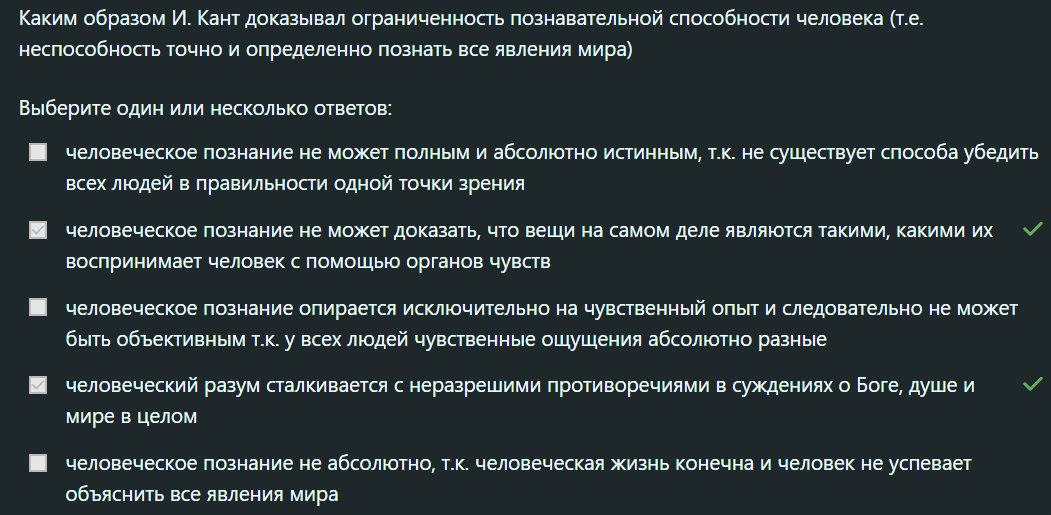 Каким образом И. Кант доказывал ограниченность познавательной способности человека (т.е.
неспособность точно и определенно познать все явления мира)
Выберите один или несколько ответов:
человеческое познание не может полным и абсолютно истинным, т.к. не существует способа убедить
всех людей в правильности одной точки зрения
человеческое познание не может доказать, что вещи на самом деле являются такими, какими их
воспринимает человек с помощью органов чувств
человеческое познание опирается исключительно на чувственный опыт и следовательно не может
быть объективным т.к. у всех людей чувственные ощущения абсолютно разные
человеческий разум сталкивается с неразрешими противоречиями в суждениях о Боге, душе и
мире в целом
человеческое познание не абсолютно, т.к. человеческая жизнь конечна и человек не успевает
объяснить все явления мира